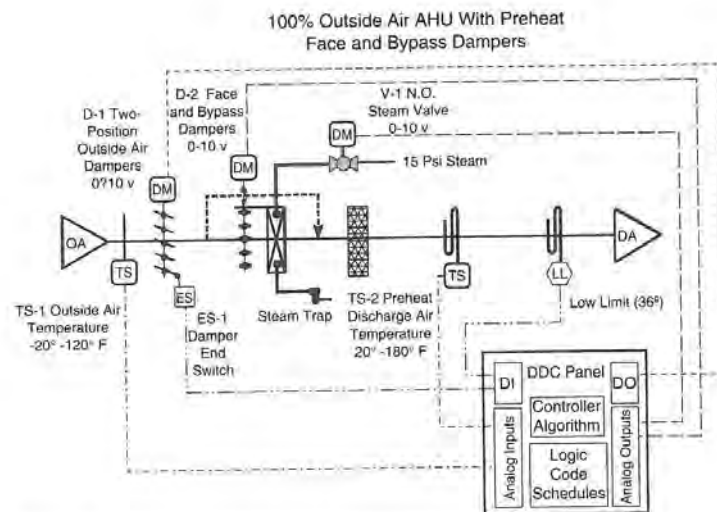 100% Outside Air AHU With Preheat
Face and Bypass Dampers
D-1 Two-
Position
Outside Air
Dampers
0?10 v
D-2 Face
and Bypass
Dampers
0-10 v
V-1 N.O.
Steam Valve
0-10 v
DM
DM
DM
15 Psi Steam
OA
TS
ES
TS
LL
DA
TS-1 Outside Air
Temperature
-20° -120° F
ES-1
Damper
End
Switch
Steam Trap
TS-2 Preheat
Discharge Air
Temperature
20° -180° F
Low Limit (36º)
DI
DDC Panel
DO
Analog Inputs
Controller
Algorithm
Logic
Code
Schedules
Analog Outputs